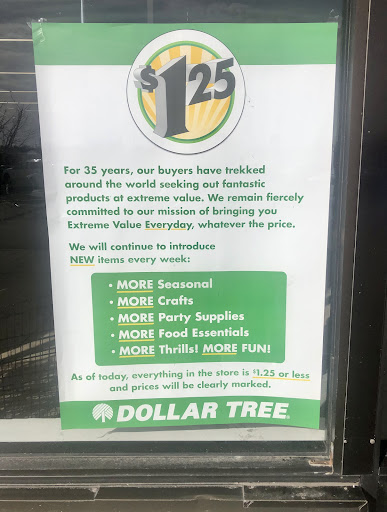 $1.25
For 35 years, our buyers have trekked
around the world seeking out fantastic
products at extreme value. We remain fiercely
committed to our mission of bringing you
Extreme Value Everyday, whatever the price.
We will continue to introduce
NEW items every week:
• MORE Seasonal
• MORE Crafts
• MORE Party Supplies
• MORE Food Essentials
• MORE Thrills! MORE FUN!
As of today, everything in the store is $1.25 or less
and prices will be clearly marked.
DOLLAR TREE